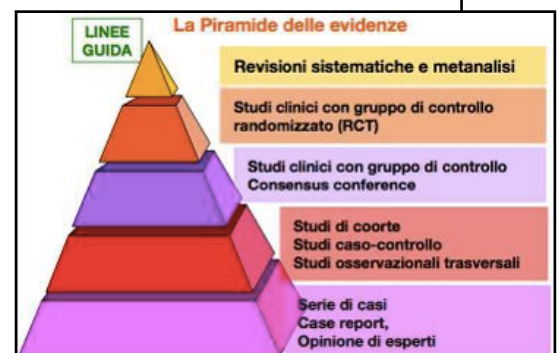 LINEE
GUIDA
La Piramide delle evidenze
Revisioni sistematiche e metanalisi
Studi clinici con gruppo di controllo
randomizzato (RCT)
Studi clinici con gruppo di controllo
Consensus conference
Studi di coorte
Studi caso-controllo
Studi osservazionali trasversali
Serie di casi
Case report,
Opinione di esperti